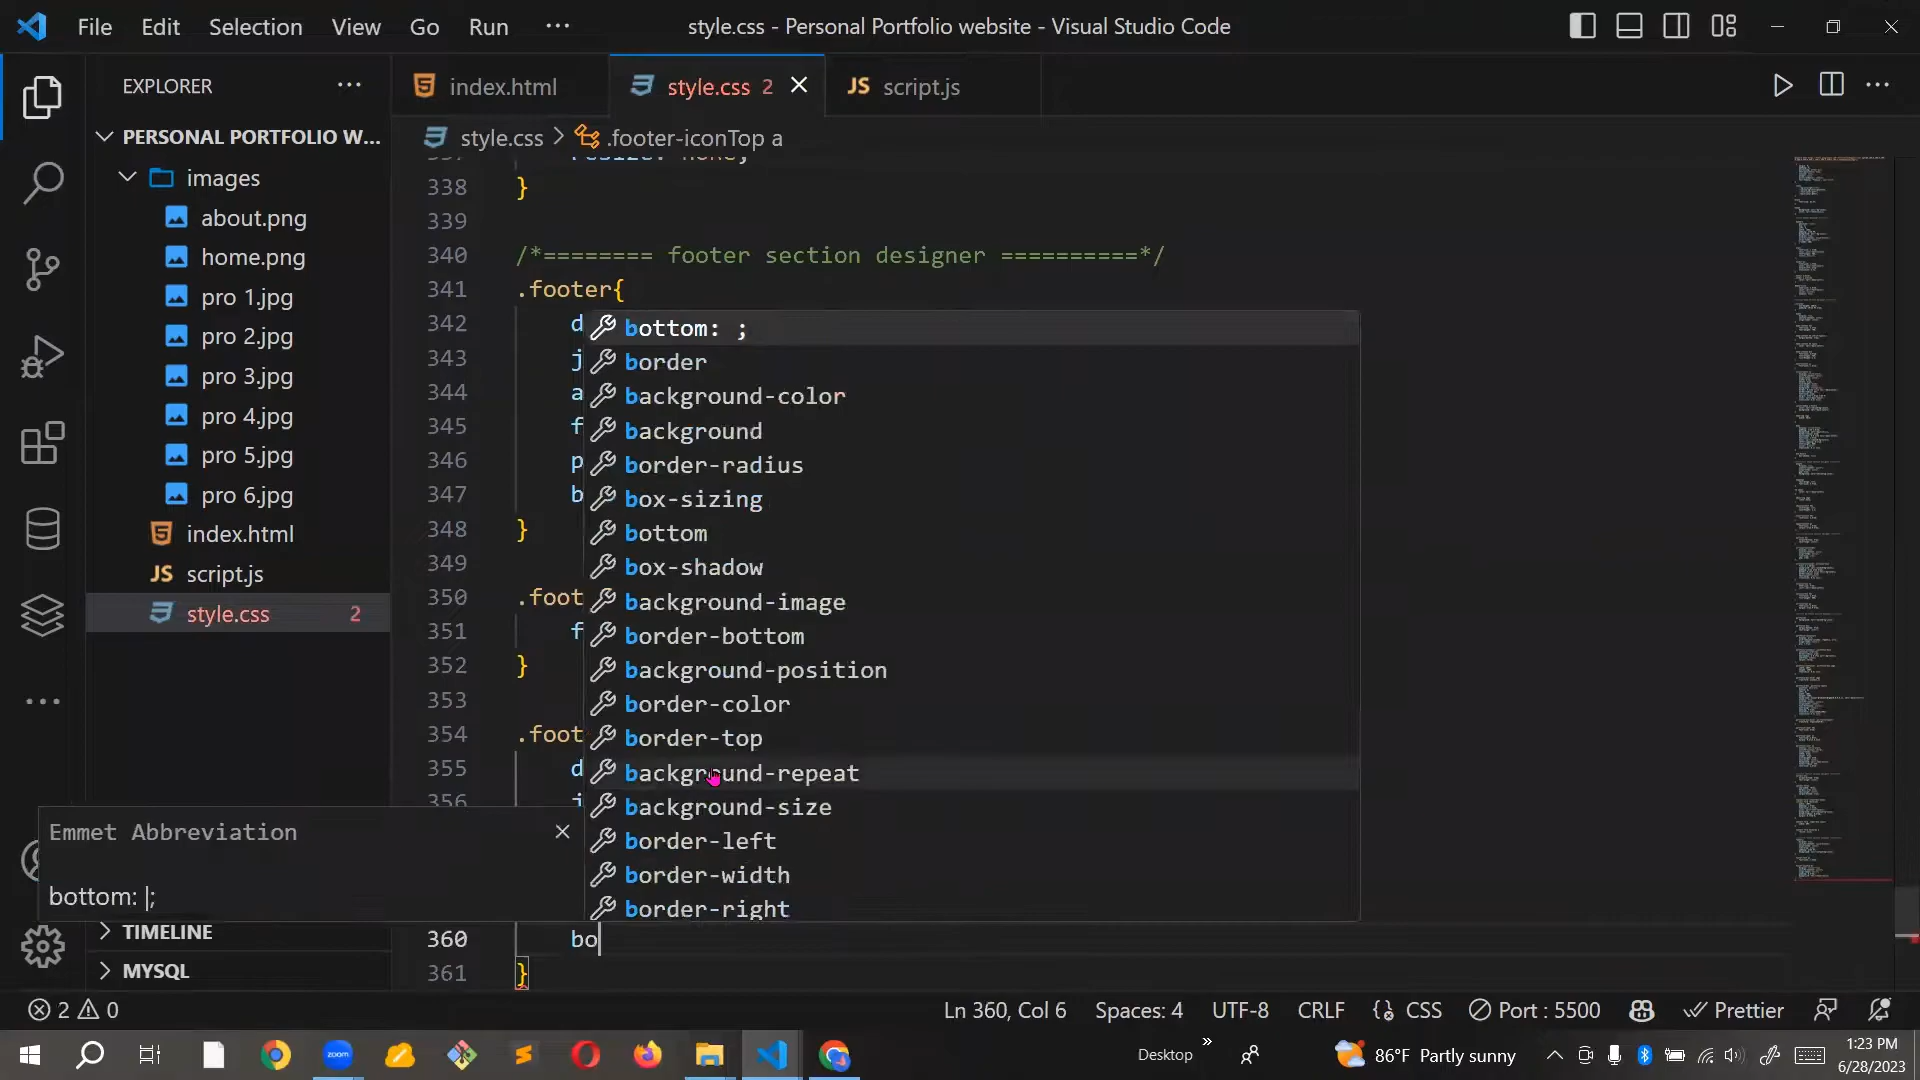 File Edit Selection View Go Run ··· style.css - Personal Portfolio website - Visual Studio Code
EXPLORER ···
index.html style.css 2 JS script.js
PERSONAL PORTFOLIO W...
style.css > .footer-iconTop a
images
about.png
home.png
pro 1.jpg
pro 2.jpg
pro 3.jpg
pro 4.jpg
pro 5.jpg
pro 6.jpg
index.html
JS script.js
style.css 2
338 }
339
340 /*======== footer section designer ==========*/
341 .footer{
342 d
343 j
344 a
345 f
346 p
347 b
348 }
349
350 .foot
351 f
352 }
353
354 .foot
355 d
356 j
bottom: ;
border
background-color
background
border-radius
box-sizing
bottom
box-shadow
background-image
border-bottom
background-position
border-color
border-top
background-repeat
background-size
border-left
border-width
border-right
Emmet Abbreviation
bottom: |;
360 bo
361 }
TIMELINE
MYSQL
2 0 Ln 360, Col 6 Spaces: 4 UTF-8 CRLF CSS Port : 5500 Prettier
zoom
Desktop » 86°F Partly sunny 1:23 PM
6/28/2023